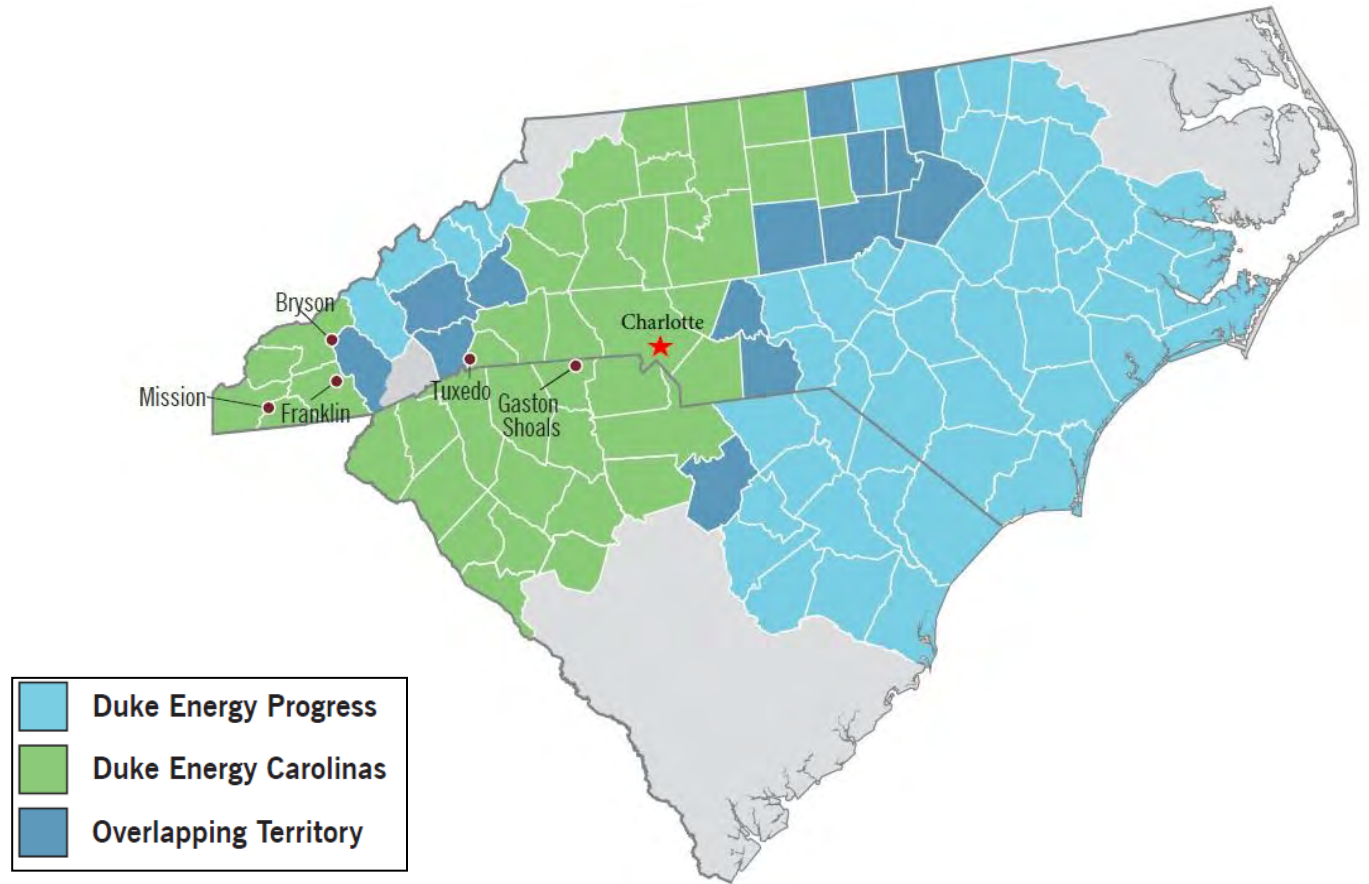 Bryson
Charlotte
Mission
Franklin
Tuxedo
Gaston
Shoals
Duke Energy Progress
Duke Energy Carolinas
Overlapping Territory